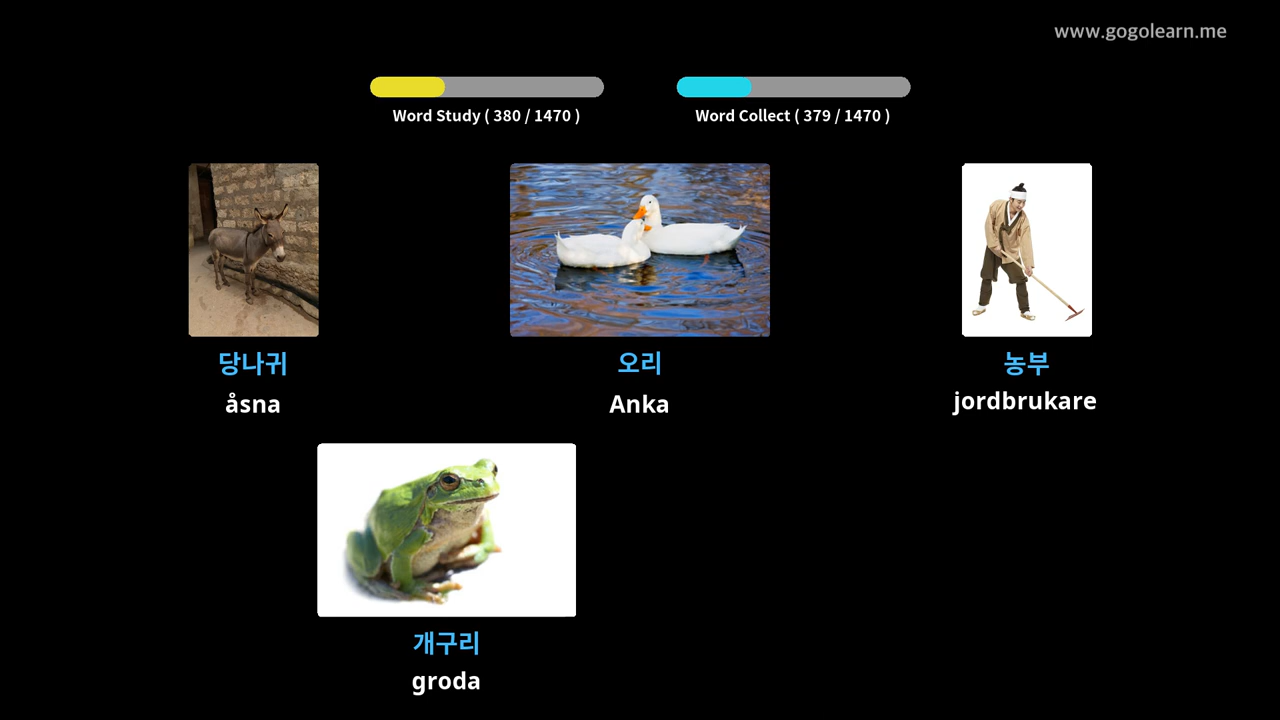 www.gogolearn.me
Word Study ( 380 / 1470 )
Word Collect ( 379 / 1470 )
당나귀
åsna
오리
Anka
농부
jordbrukare
개구리
groda